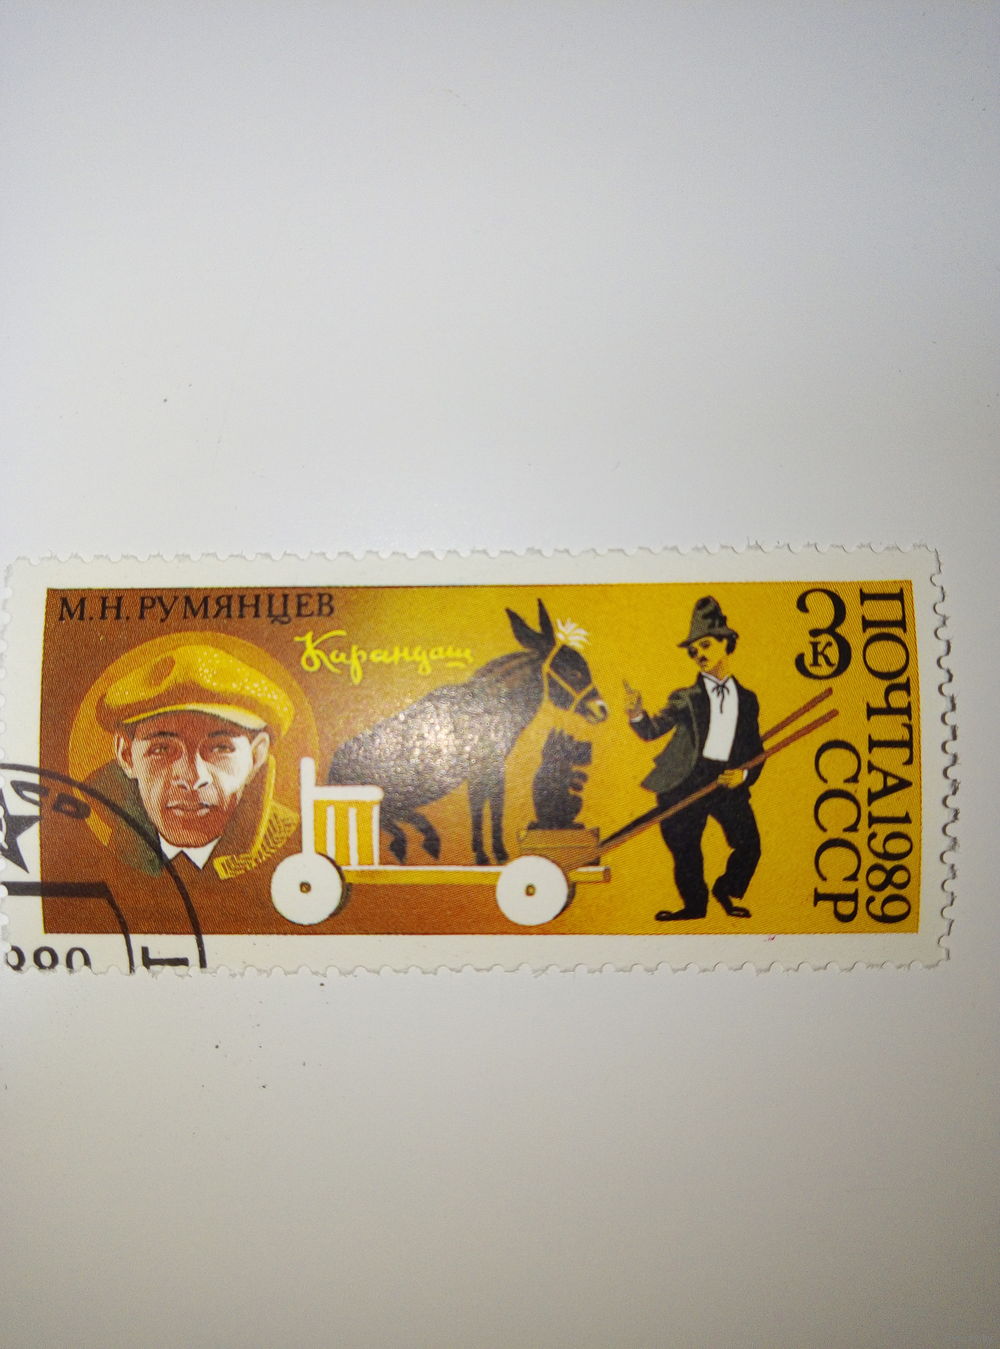 М.Н. РУМЯНЦЕВ
Карандаш
3
К
ПОЧТА 1989
СССР